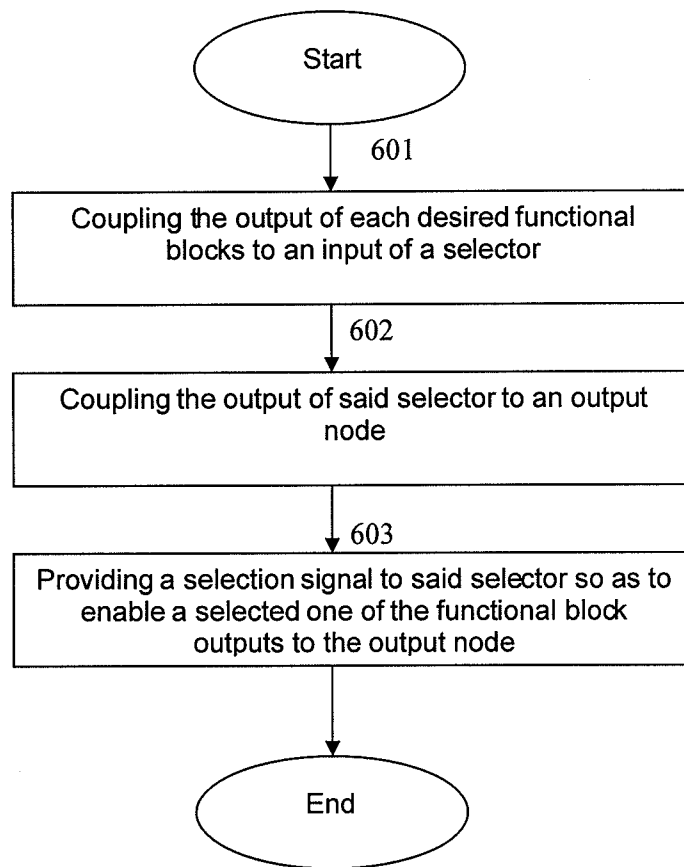 Start
601
Coupling the output of each desired functional
blocks to an input of a selector
602
Coupling the output of said selector to an output
node
603
Providing a selection signal to said selector so as to
enable a selected one of the functional block
outputs to the output node
End